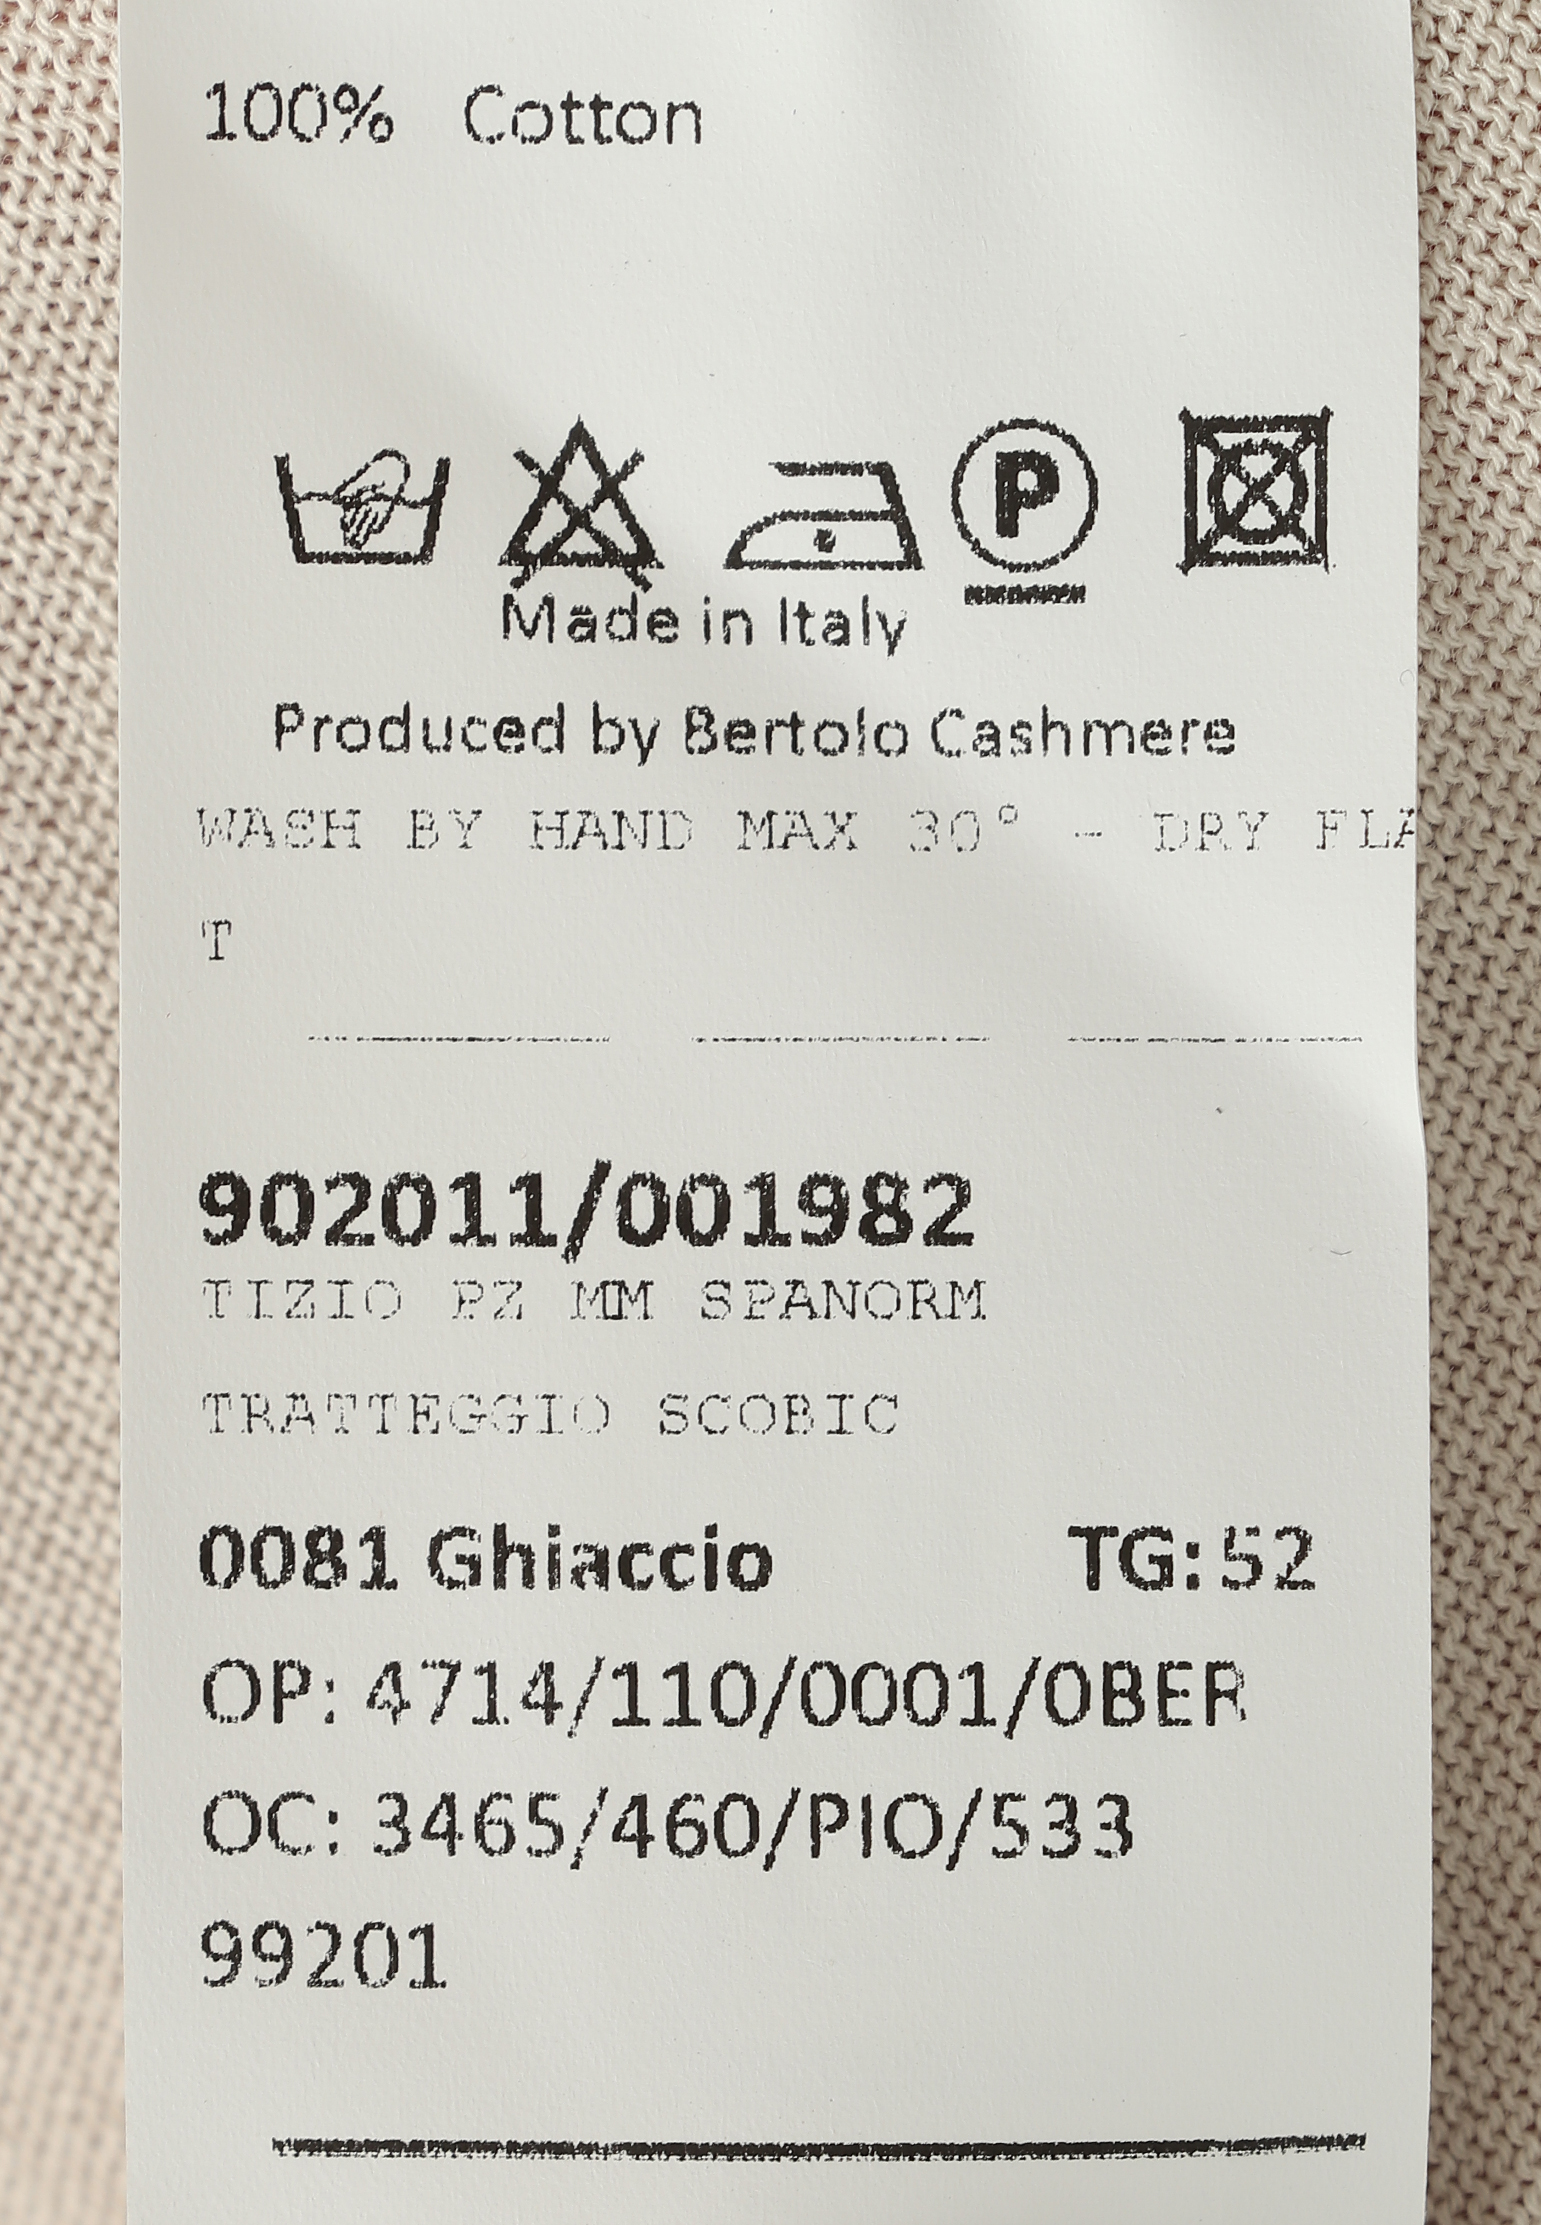 100% Cotton
P
Made in Italy
Produced by Bertolo Cashmere
WASH BY HAND MAX 30° - DRY FLA
T
902011/001982
TIZIO PZ MM SPANORM
TRATTEGGIO SCOBIC
0081 Ghiaccio TG: 52
OP: 4714/110/0001/0BER
OC: 3465/460/PIO/533
99201